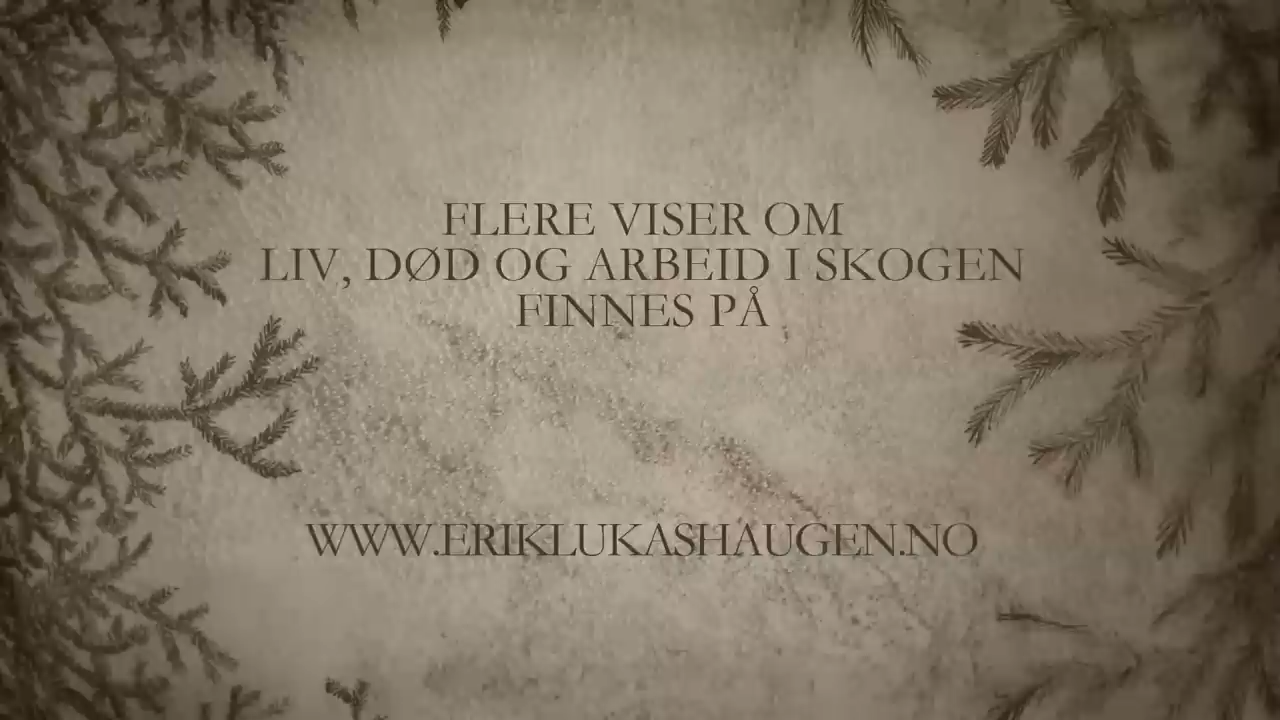 FLERE VISER OM
LIV, DØD OG ARBEID I SKOGEN
FINNES PÅ
WWW.ERIKLUKASHAUGEN.NO